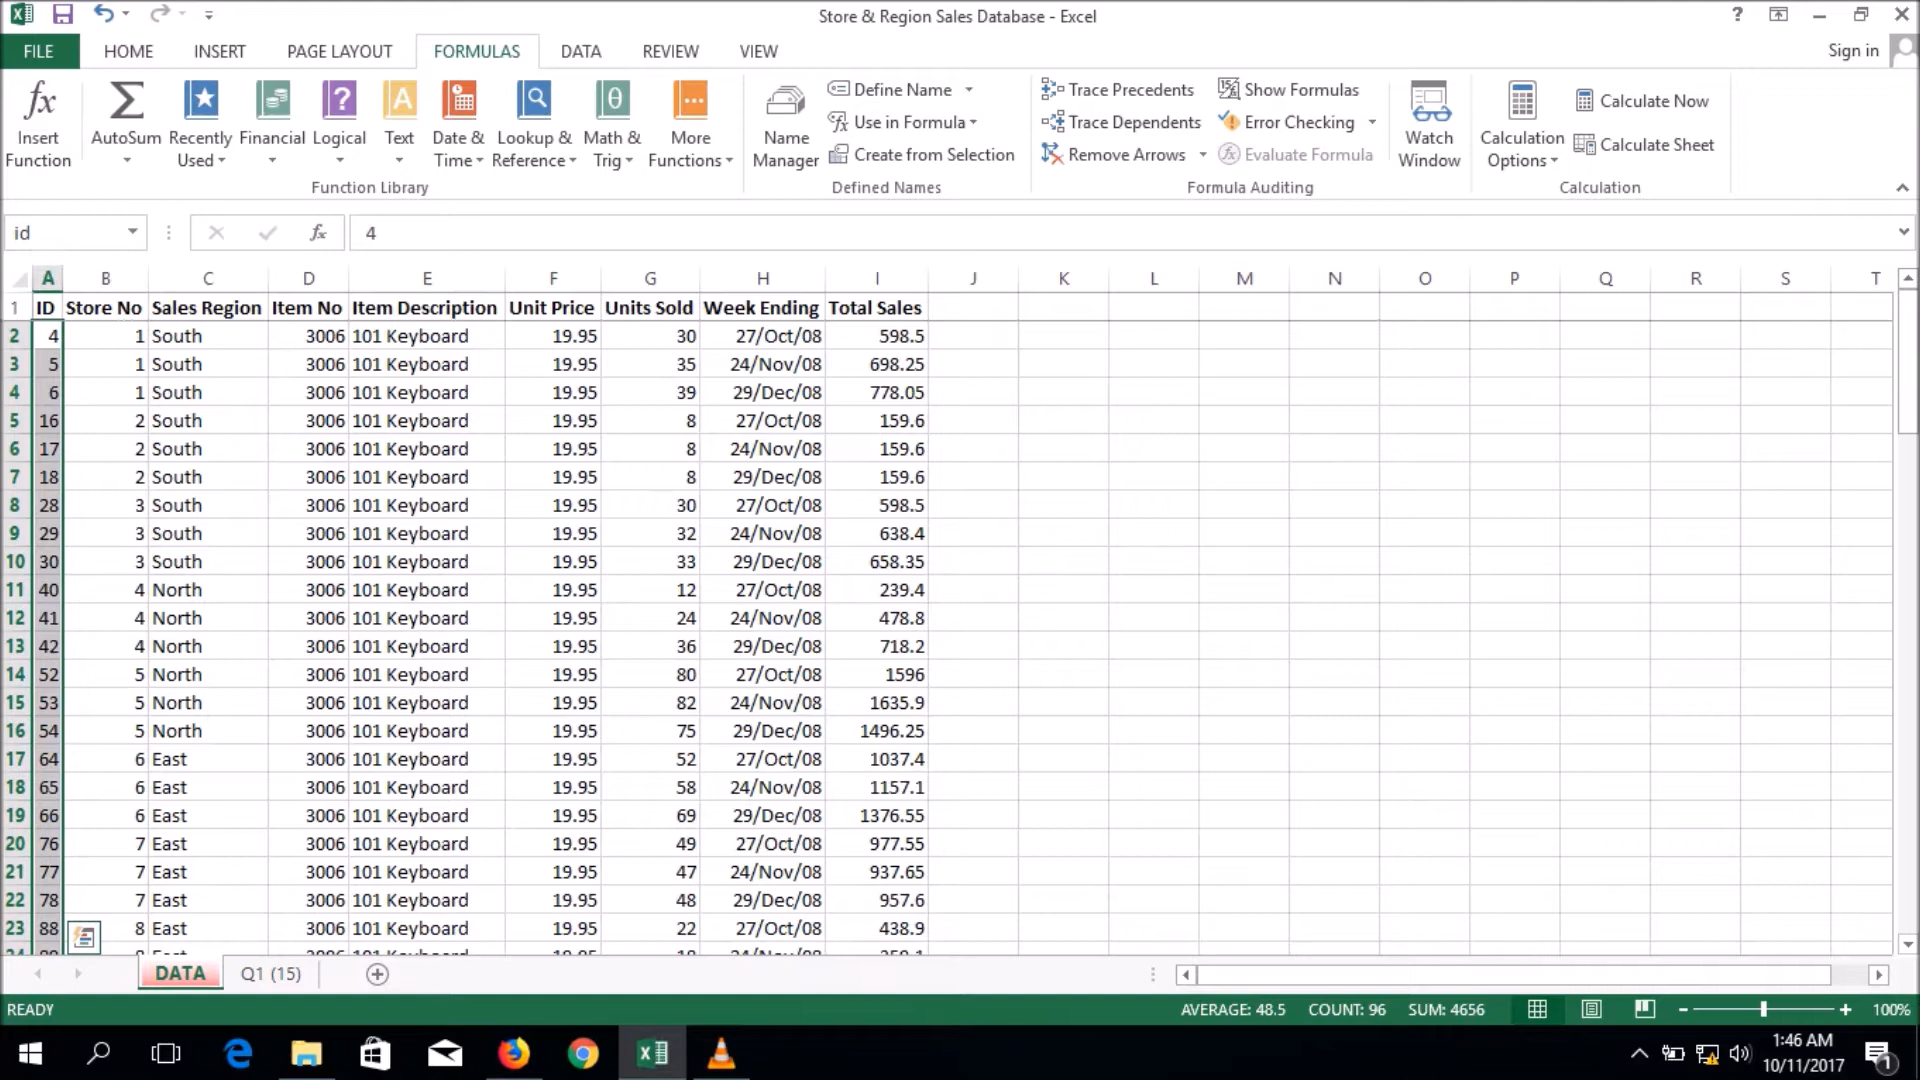 Store & Region Sales Database - Excel
?
FILE HOME INSERT PAGE LAYOUT FORMULAS DATA REVIEW VIEW Sign in
fx Insert Function
AutoSum
Recently Used
Financial
Logical
Text
Date & Time
Lookup & Reference
Math & Trig
More Functions
Function Library
Name Manager
Define Name
Use in Formula
Create from Selection
Defined Names
Trace Precedents
Trace Dependents
Remove Arrows
Show Formulas
Error Checking
Evaluate Formula
Formula Auditing
Watch Window
Calculation Options
Calculate Now
Calculate Sheet
Calculation
id fx 4
A B C D E F G H I J K L M N O P Q R S T
1 ID Store No Sales Region Item No Item Description Unit Price Units Sold Week Ending Total Sales
2 4 1 South 3006 101 Keyboard 19.95 30 27/Oct/08 598.5
3 5 1 South 3006 101 Keyboard 19.95 35 24/Nov/08 698.25
4 6 1 South 3006 101 Keyboard 19.95 39 29/Dec/08 778.05
5 16 2 South 3006 101 Keyboard 19.95 8 27/Oct/08 159.6
6 17 2 South 3006 101 Keyboard 19.95 8 24/Nov/08 159.6
7 18 2 South 3006 101 Keyboard 19.95 8 29/Dec/08 159.6
8 28 3 South 3006 101 Keyboard 19.95 30 27/Oct/08 598.5
9 29 3 South 3006 101 Keyboard 19.95 32 24/Nov/08 638.4
10 30 3 South 3006 101 Keyboard 19.95 33 29/Dec/08 658.35
11 40 4 North 3006 101 Keyboard 19.95 12 27/Oct/08 239.4
12 41 4 North 3006 101 Keyboard 19.95 24 24/Nov/08 478.8
13 42 4 North 3006 101 Keyboard 19.95 36 29/Dec/08 718.2
14 52 5 North 3006 101 Keyboard 19.95 80 27/Oct/08 1596
15 53 5 North 3006 101 Keyboard 19.95 82 24/Nov/08 1635.9
16 54 5 North 3006 101 Keyboard 19.95 75 29/Dec/08 1496.25
17 64 6 East 3006 101 Keyboard 19.95 52 27/Oct/08 1037.4
18 65 6 East 3006 101 Keyboard 19.95 58 24/Nov/08 1157.1
19 66 6 East 3006 101 Keyboard 19.95 69 29/Dec/08 1376.55
20 76 7 East 3006 101 Keyboard 19.95 49 27/Oct/08 977.55
21 77 7 East 3006 101 Keyboard 19.95 47 24/Nov/08 937.65
22 78 7 East 3006 101 Keyboard 19.95 48 29/Dec/08 957.6
23 88 8 East 3006 101 Keyboard 19.95 22 27/Oct/08 438.9
DATA Q1 (15)
READY AVERAGE: 48.5 COUNT: 96 SUM: 4656 100%
1:46 AM
10/11/2017
1